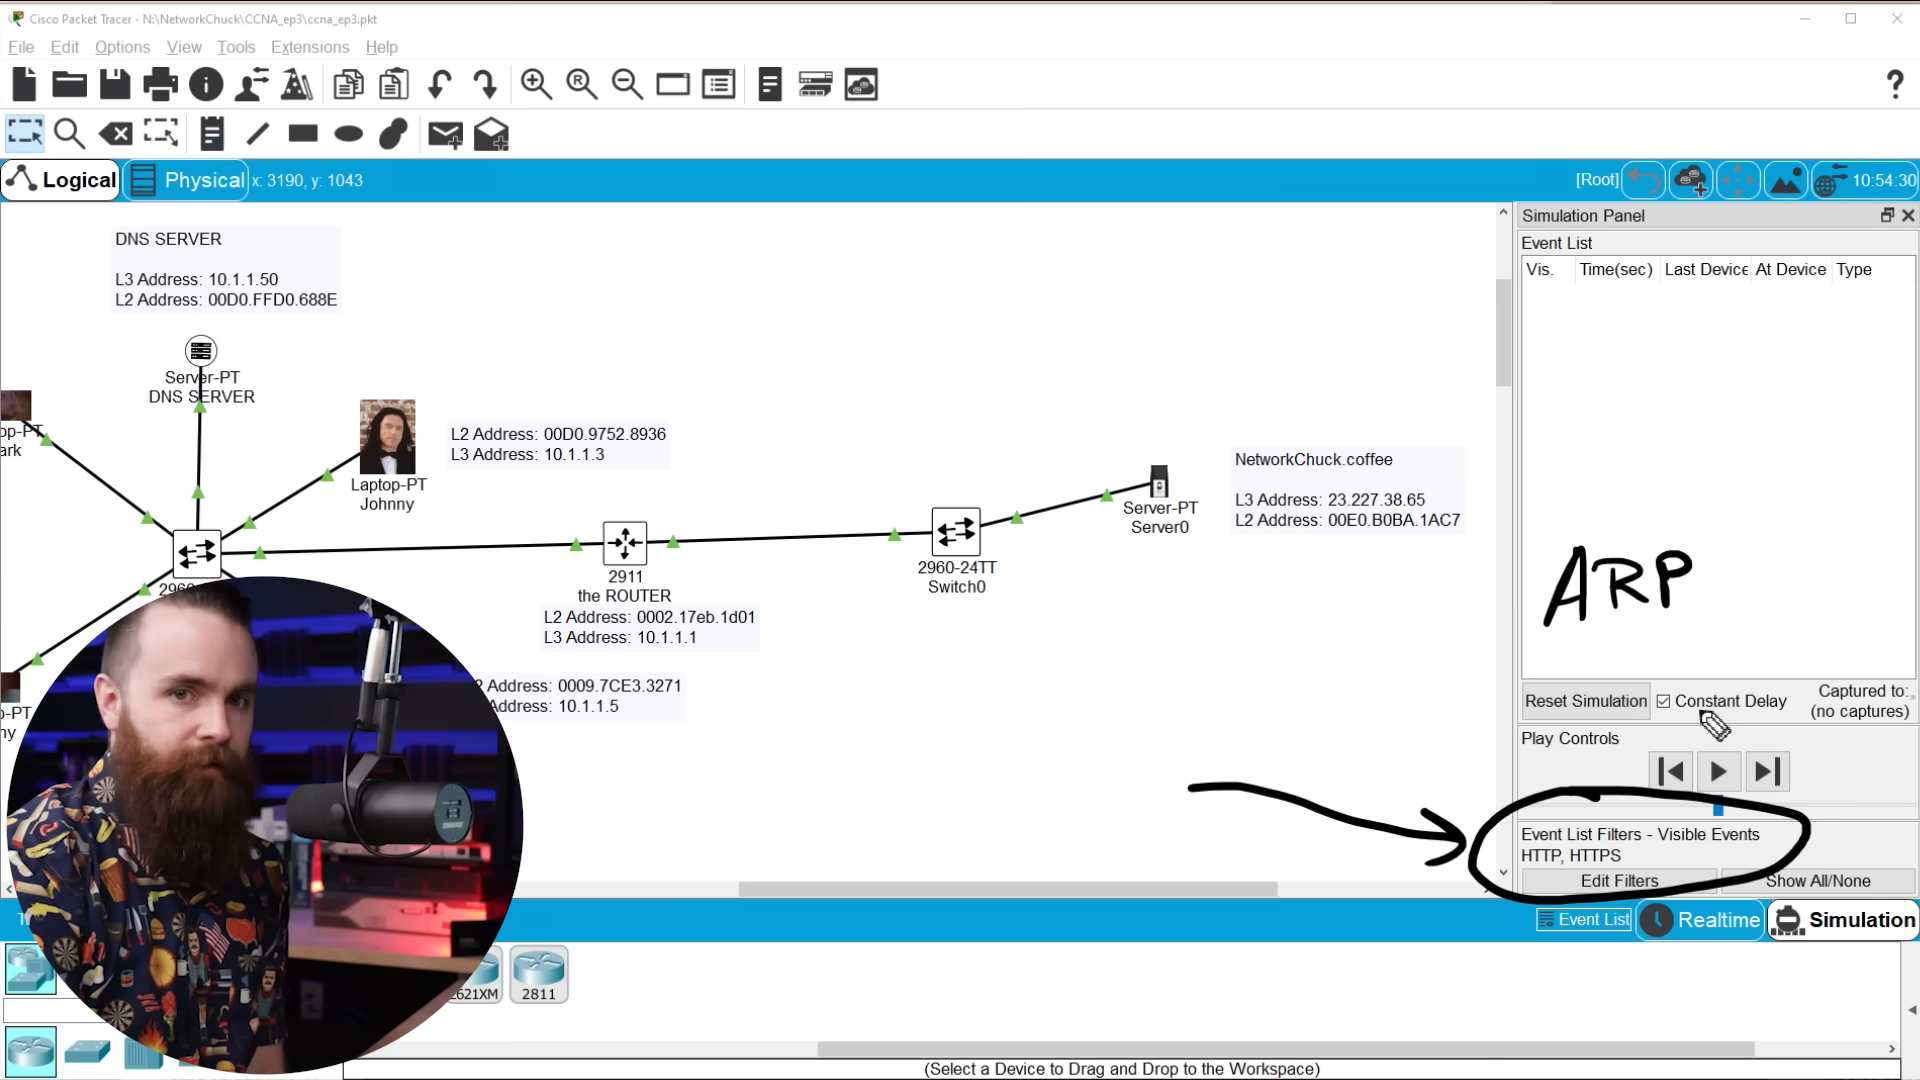 Cisco Packet Tracer - N:\NetworkChuck\CCNA_ep3\ccna_ep3.pkt
File Edit Options View Tools Extensions Help
Logical Physical x: 3190, y: 1043 [Root] 10:54:30
DNS SERVER
L3 Address: 10.1.1.50
L2 Address: 00D0.FFD0.688E
Server-PT
DNS SERVER
op-PT
ark
Laptop-PT
Johnny
L2 Address: 00D0.9752.8936
L3 Address: 10.1.1.3
2911
the ROUTER
L2 Address: 0002.17eb.1d01
L3 Address: 10.1.1.1
Address: 0009.7CE3.3271
Address: 10.1.1.5
2960-24TT
Switch0
Server-PT
Server0
NetworkChuck.coffee
L3 Address: 23.227.38.65
L2 Address: 00E0.B0BA.1AC7
Simulation Panel
Event List
Vis. Time(sec) Last Device At Device Type
ARP
Reset Simulation Constant Delay Captured to:
(no captures)
Play Controls
Event List Filters - Visible Events
HTTP, HTTPS
Edit Filters Show All/None
Event List Realtime Simulation
2621XM 2811
(Select a Device to Drag and Drop to the Workspace)